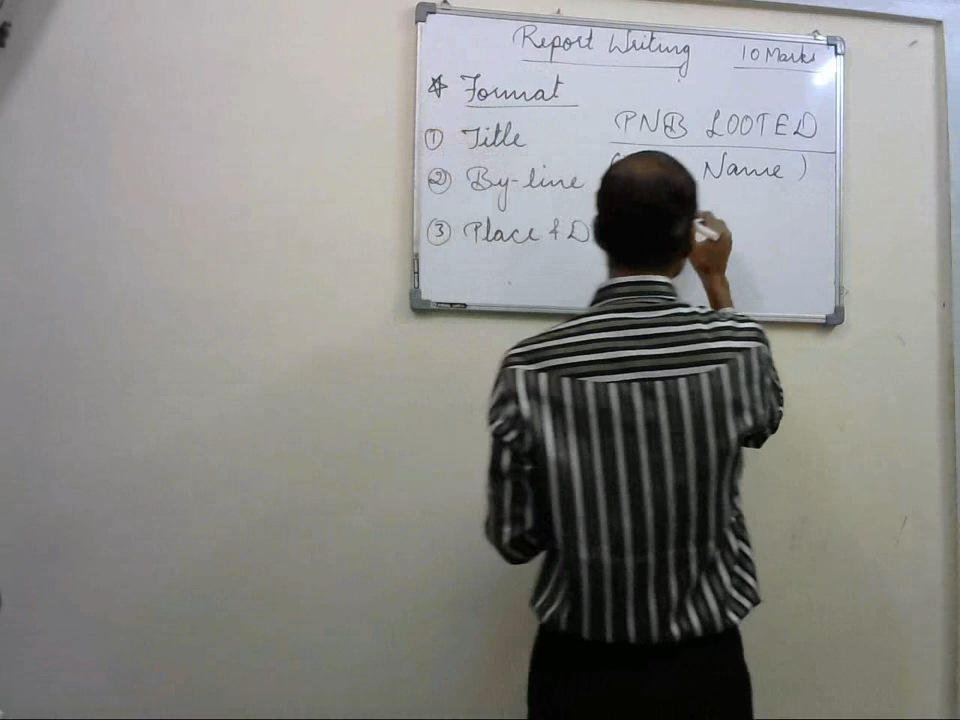 Report Writing 10 Marks
☆ Format
① Title PNB LOOTED
② By-line ( Name )
③ Place & D